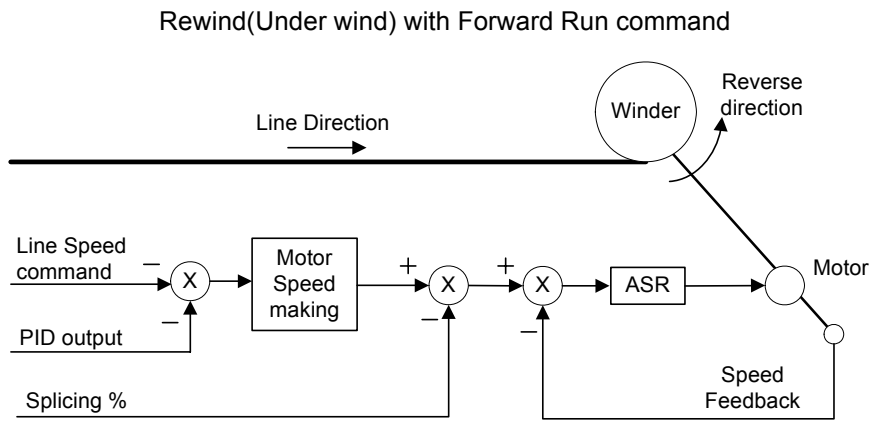 Rewind(Under wind) with Forward Run command
Reverse
direction
Winder
Line Direction
Line Speed
command
–
X
–
Motor
Speed
making
+
X
–
+
X
–
ASR
Motor
PID output
Splicing %
Speed
Feedback